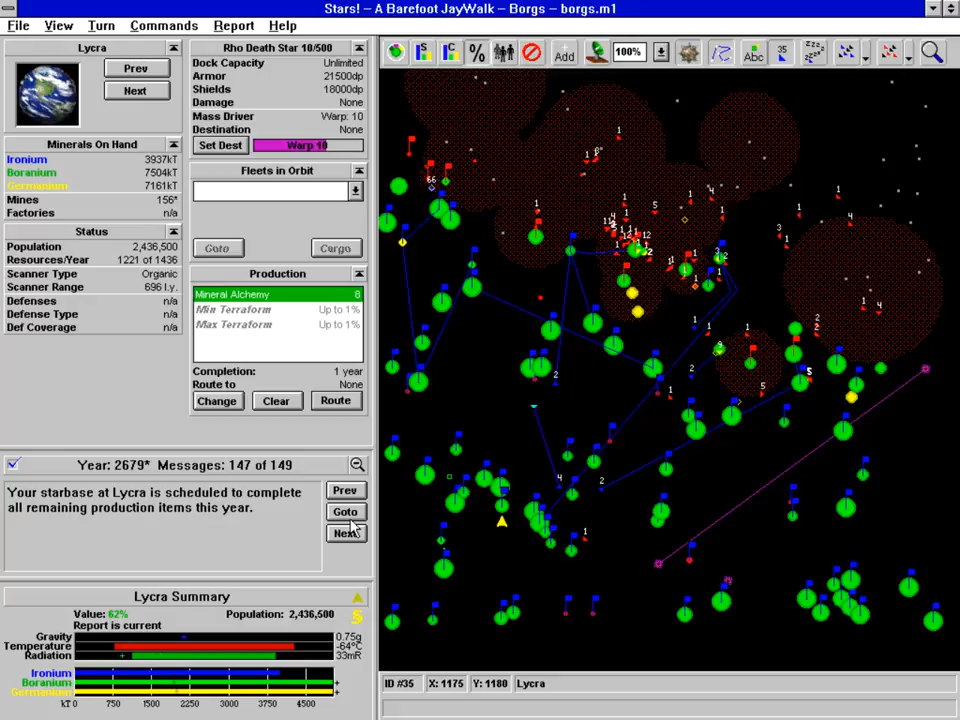 Stars! – A Barefoot JayWalk – Borgs – borgs.m1
File View Turn Commands Report Help
Lycra
Prev
Next
Minerals On Hand
Ironium 3937kT
Boranium 7504kT
Germanium 7161kT
Mines 156*
Factories n/a
Status
Population 2,436,500
Resources/Year 1221 of 1436
Scanner Type Organic
Scanner Range 696 l.y.
Defenses n/a
Defense Type n/a
Def Coverage n/a
Rho Death Star 10/500
Dock Capacity Unlimited
Armor 21500dp
Shields 18000dp
Damage None
Mass Driver Warp: 10
Destination None
Set Dest Warp 10
Fleets in Orbit
Goto Cargo
Production
Mineral Alchemy 8
Min Terraform Up to 1%
Max Terraform Up to 1%
Completion: 1 year
Route to None
Change Clear Route
Year: 2679* Messages: 147 of 149
Your starbase at Lycra is scheduled to complete
all remaining production items this year.
Prev
Goto
Next
Lycra Summary
Value: 62% Population: 2,436,500
Report is current
Gravity 0.75g
Temperature -64°C
Radiation 33mR
Ironium
Boranium
Germanium
kT 0 750 1500 2250 3000 3750 4500
S C % Add 100% Abc 35 zzz
ID #35 X: 1175 Y: 1180 Lycra